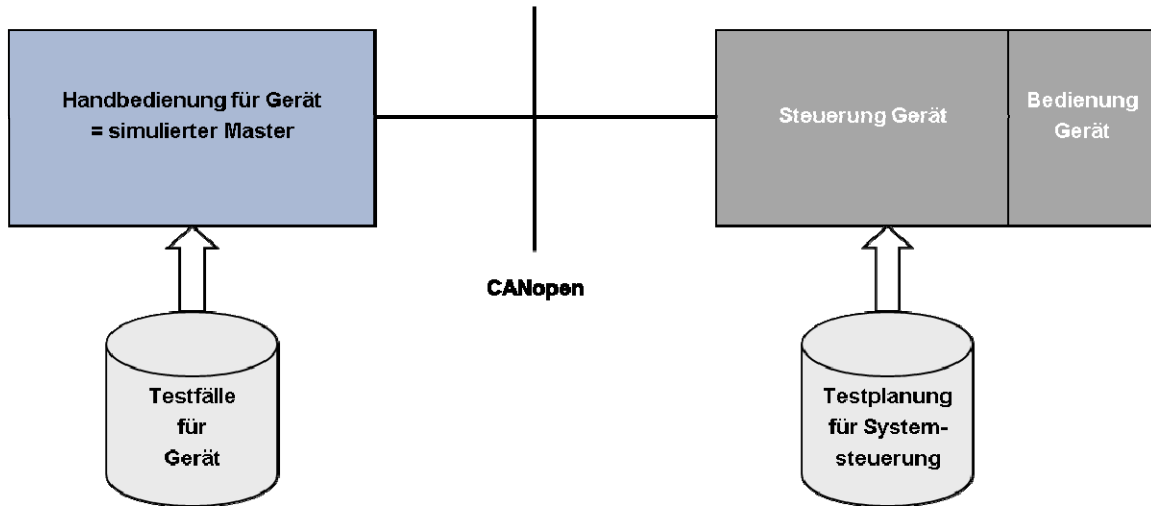 Handbedienung für Gerät
= simulierter Master
Steuerung Gerät
Bedienung
Gerät
CANopen
Testfälle
für
Gerät
Testplanung
für System-
steuerung